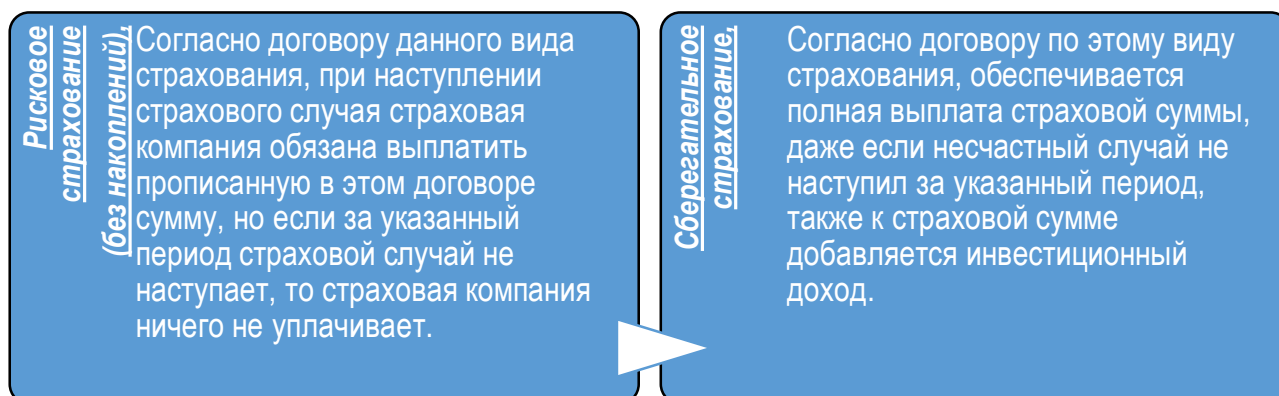 Рисковое
страхование
(без накоплений),
Согласно договору данного вида
страхования, при наступлении
страхового случая страховая
компания обязана выплатить
прописанную в этом договоре
сумму, но если за указанный
период страховой случай не
наступает, то страховая компания
ничего не уплачивает.
Сберегательное
страхование,
Согласно договору по этому виду
страхования, обеспечивается
полная выплата страховой суммы,
даже если несчастный случай не
наступил за указанный период,
также к страховой сумме
добавляется инвестиционный
доход.